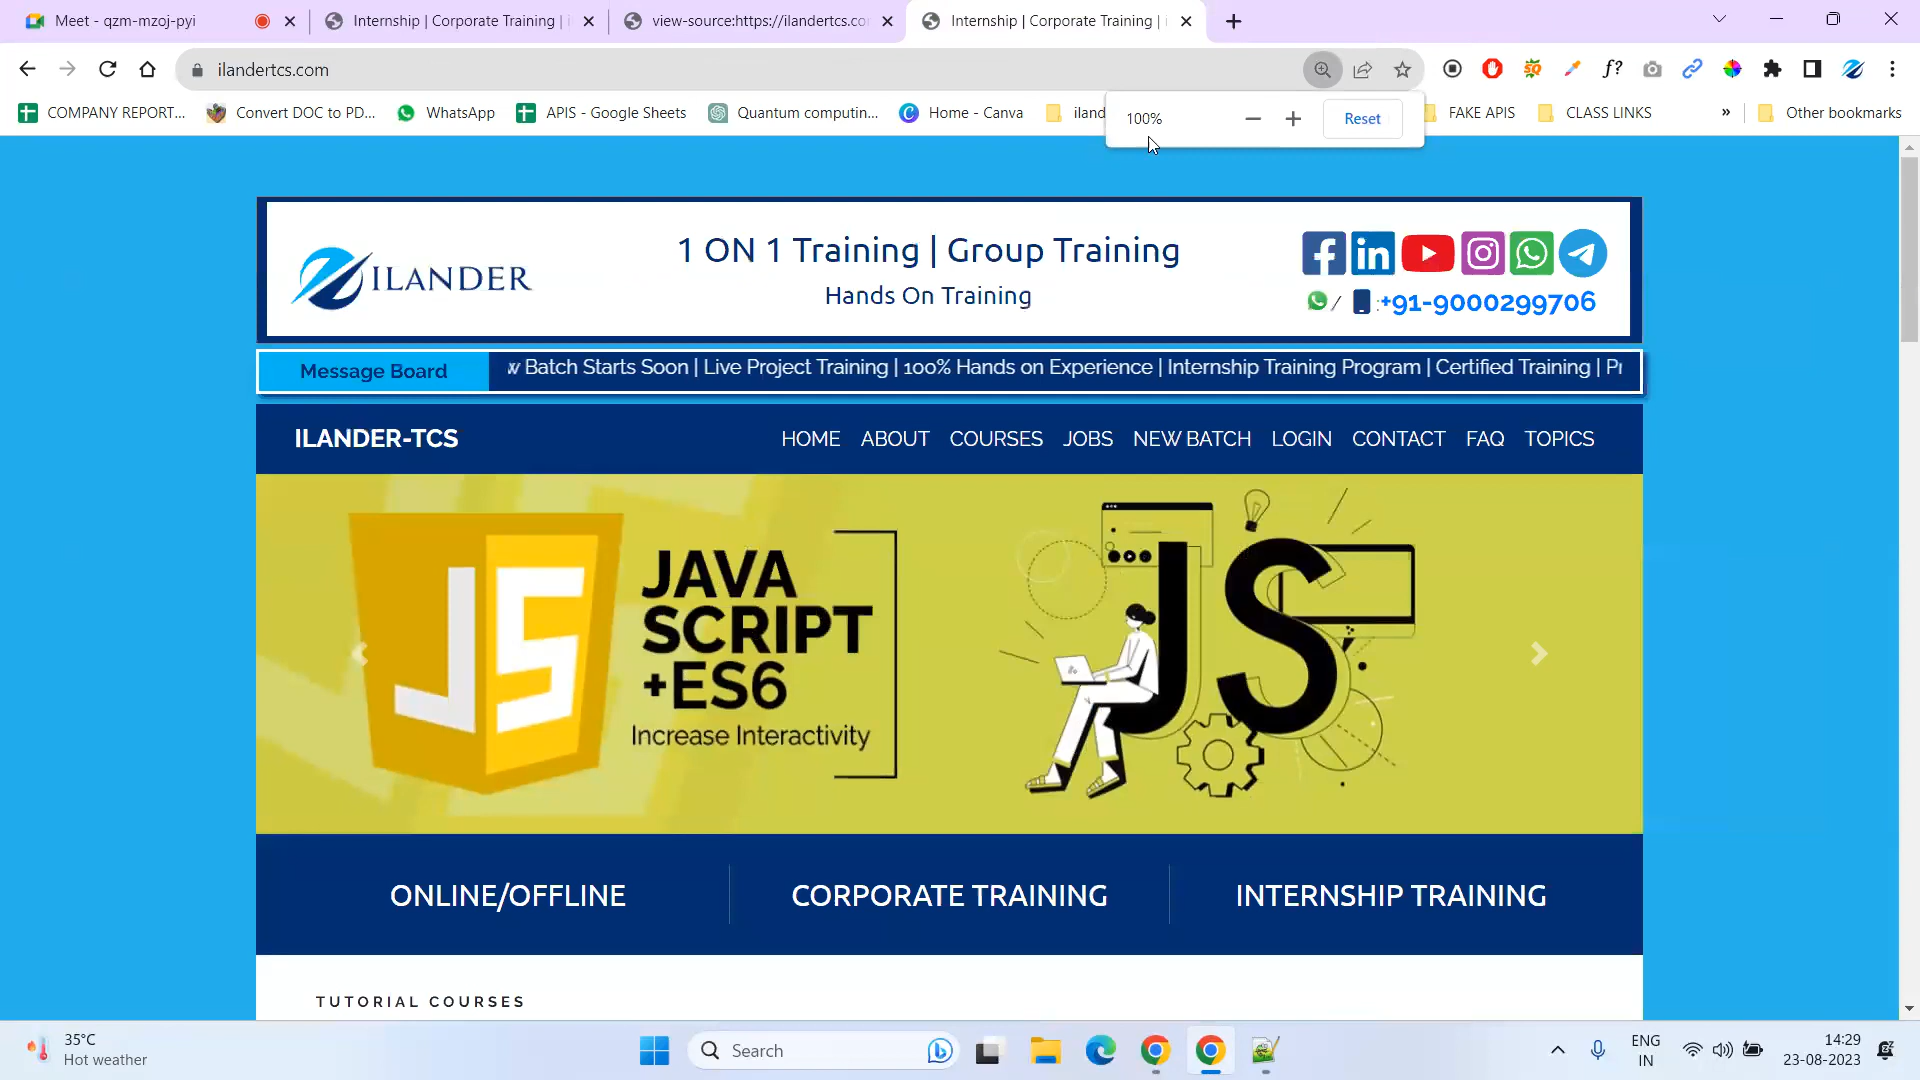 Meet - qzm-mzoj-pyi
Internship | Corporate Training | i
view-source:https://ilandertcs.co
Internship | Corporate Training |
ilandertcs.com
COMPANY REPORT...
Convert DOC to PD...
WhatsApp
APIS - Google Sheets
Quantum computin...
Home - Canva
iland
FAKE APIS
CLASS LINKS
»
Other bookmarks
100%
Reset
ILANDER
1 ON 1 Training | Group Training
Hands On Training
/ :+91-9000299706
Message Board
w Batch Starts Soon | Live Project Training | 100% Hands on Experience | Internship Training Program | Certified Training | Pr
ILANDER-TCS
HOME ABOUT COURSES JOBS NEW BATCH LOGIN CONTACT FAQ TOPICS
JS
JAVA
SCRIPT
+ES6
Increase Interactivity
JS
ONLINE/OFFLINE
CORPORATE TRAINING
INTERNSHIP TRAINING
TUTORIAL COURSES
35°C
Hot weather
Search
ENG
IN
14:29
23-08-2023